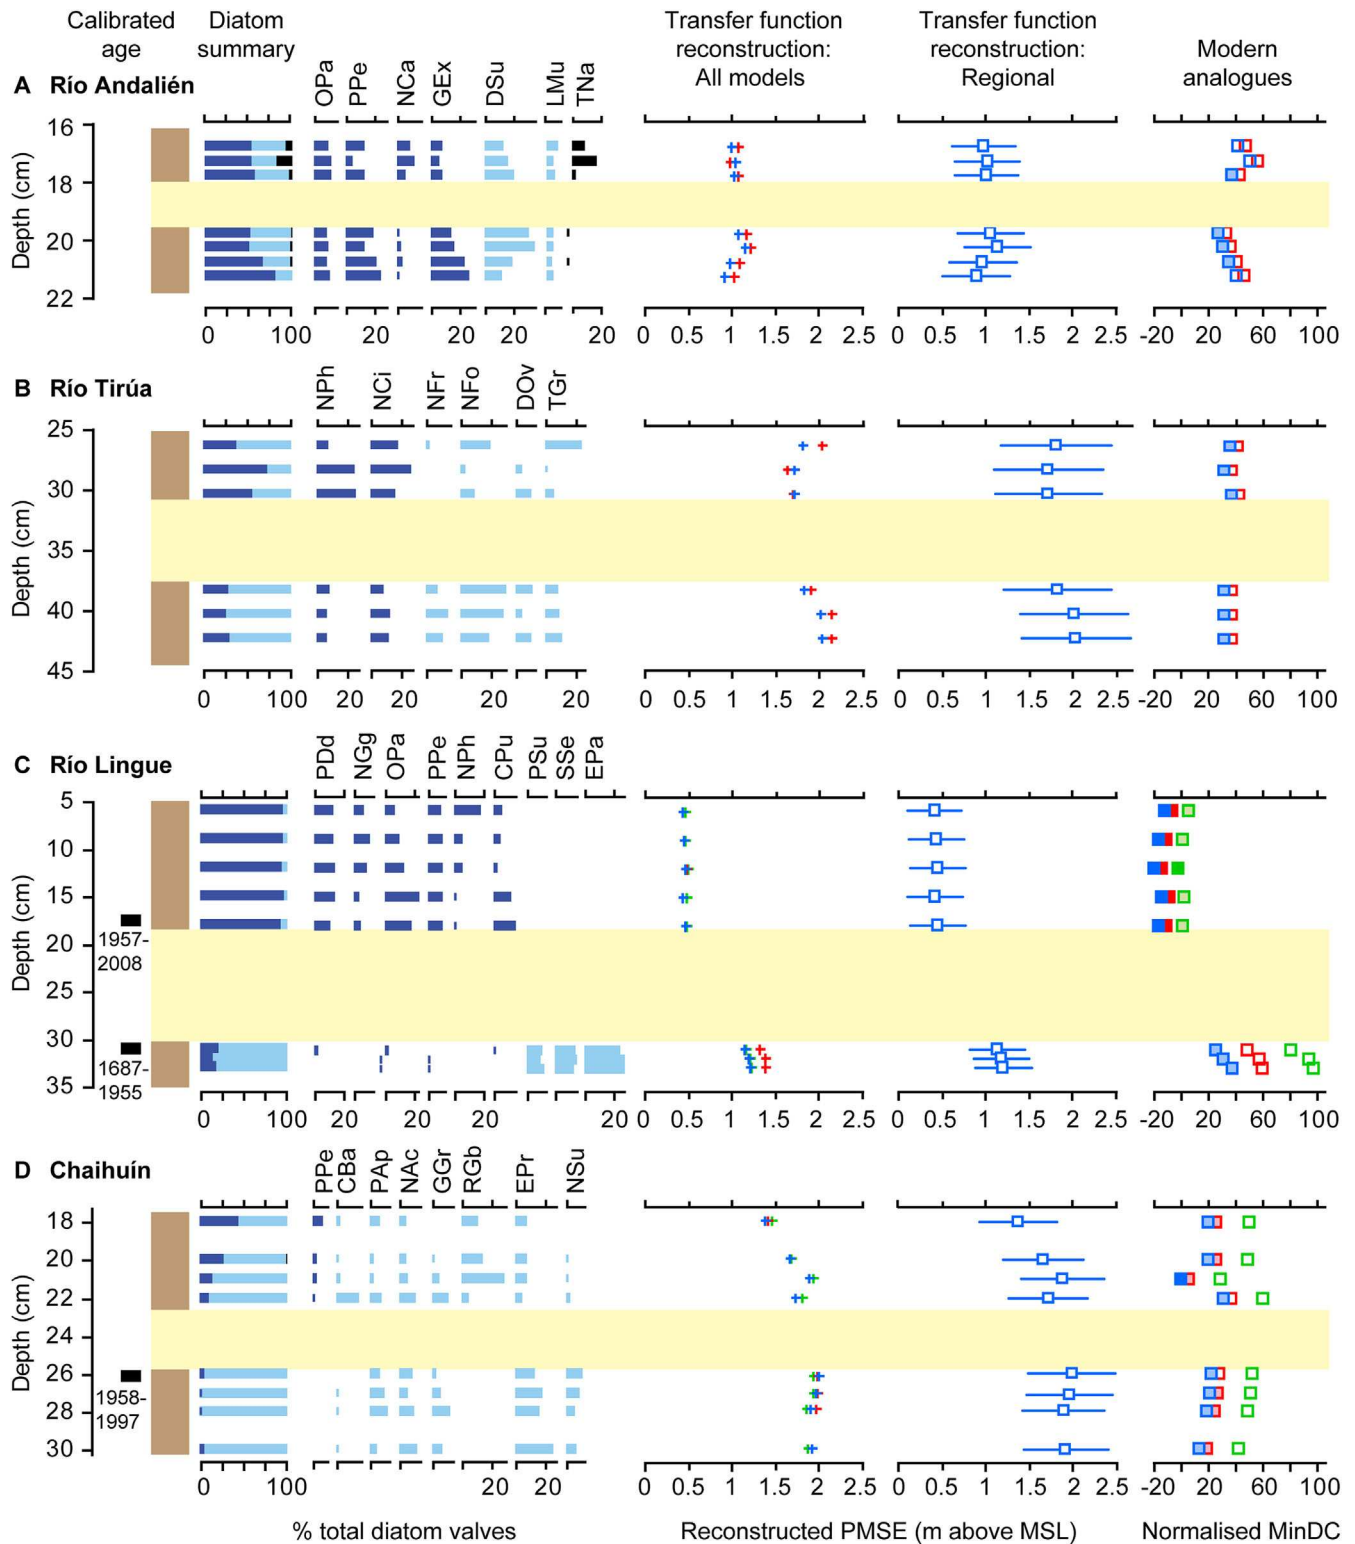 Calibrated age
Diatom summary
Transfer function reconstruction: All models
Transfer function reconstruction: Regional
Modern analogues
A Río Andalién
OPa PPe NCa GEx DSu LMu TNa
Depth (cm)
16
18
20
22
0 100 20 20 20 20
0 0.5 1 1.5 2 2.5
0 0.5 1 1.5 2 2.5
-20 20 60 100
B Río Tirúa
NPh NCi NFr NFo DOv TGr
Depth (cm)
25
30
35
40
45
0 100 20 20 20 20
0 0.5 1 1.5 2 2.5
0 0.5 1 1.5 2 2.5
-20 20 60 100
C Río Lingue
PDd NGg OPa PPe NPh CPu PSu SSe EPa
Depth (cm)
5
10
15
20
25
30
35
1957-
2008
1687-
1955
0 100 20 20 20 20
0 0.5 1 1.5 2 2.5
0 0.5 1 1.5 2 2.5
-20 20 60 100
D Chaihuín
PPe CBa PAp NAc GGr RGb EPr NSu
Depth (cm)
18
20
22
24
26
28
30
1958-
1997
0 100 20 20
0 0.5 1 1.5 2 2.5
0 0.5 1 1.5 2 2.5
-20 20 60 100
% total diatom valves
Reconstructed PMSE (m above MSL)
Normalised MinDC